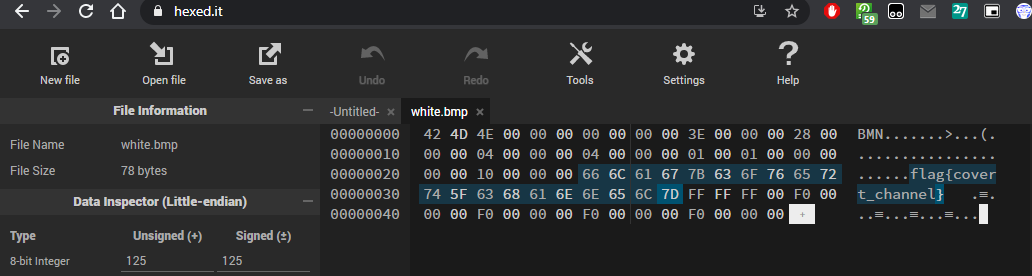 hexed.it
59
27
New file Open file Save as Undo Redo Tools Settings Help
File Information
-Untitled- × white.bmp ×
File Name white.bmp
File Size 78 bytes
Data Inspector (Little-endian)
Type Unsigned (+) Signed (±)
8-bit Integer 125 125
00000000 42 4D 4E 00 00 00 00 00 00 00 3E 00 00 00 28 00 BMN.......>...(.
00000010 00 00 04 00 00 00 04 00 00 00 01 00 01 00 00 00 ................
00000020 00 00 10 00 00 00 66 6C 61 67 7B 63 6F 76 65 72 ......flag{cover
00000030 74 5F 63 68 61 6E 6E 65 6C 7D FF FF FF 00 F0 00 t_channel} .≡.
00000040 00 00 F0 00 00 00 F0 00 00 00 F0 00 00 00 + ..≡...≡...≡...